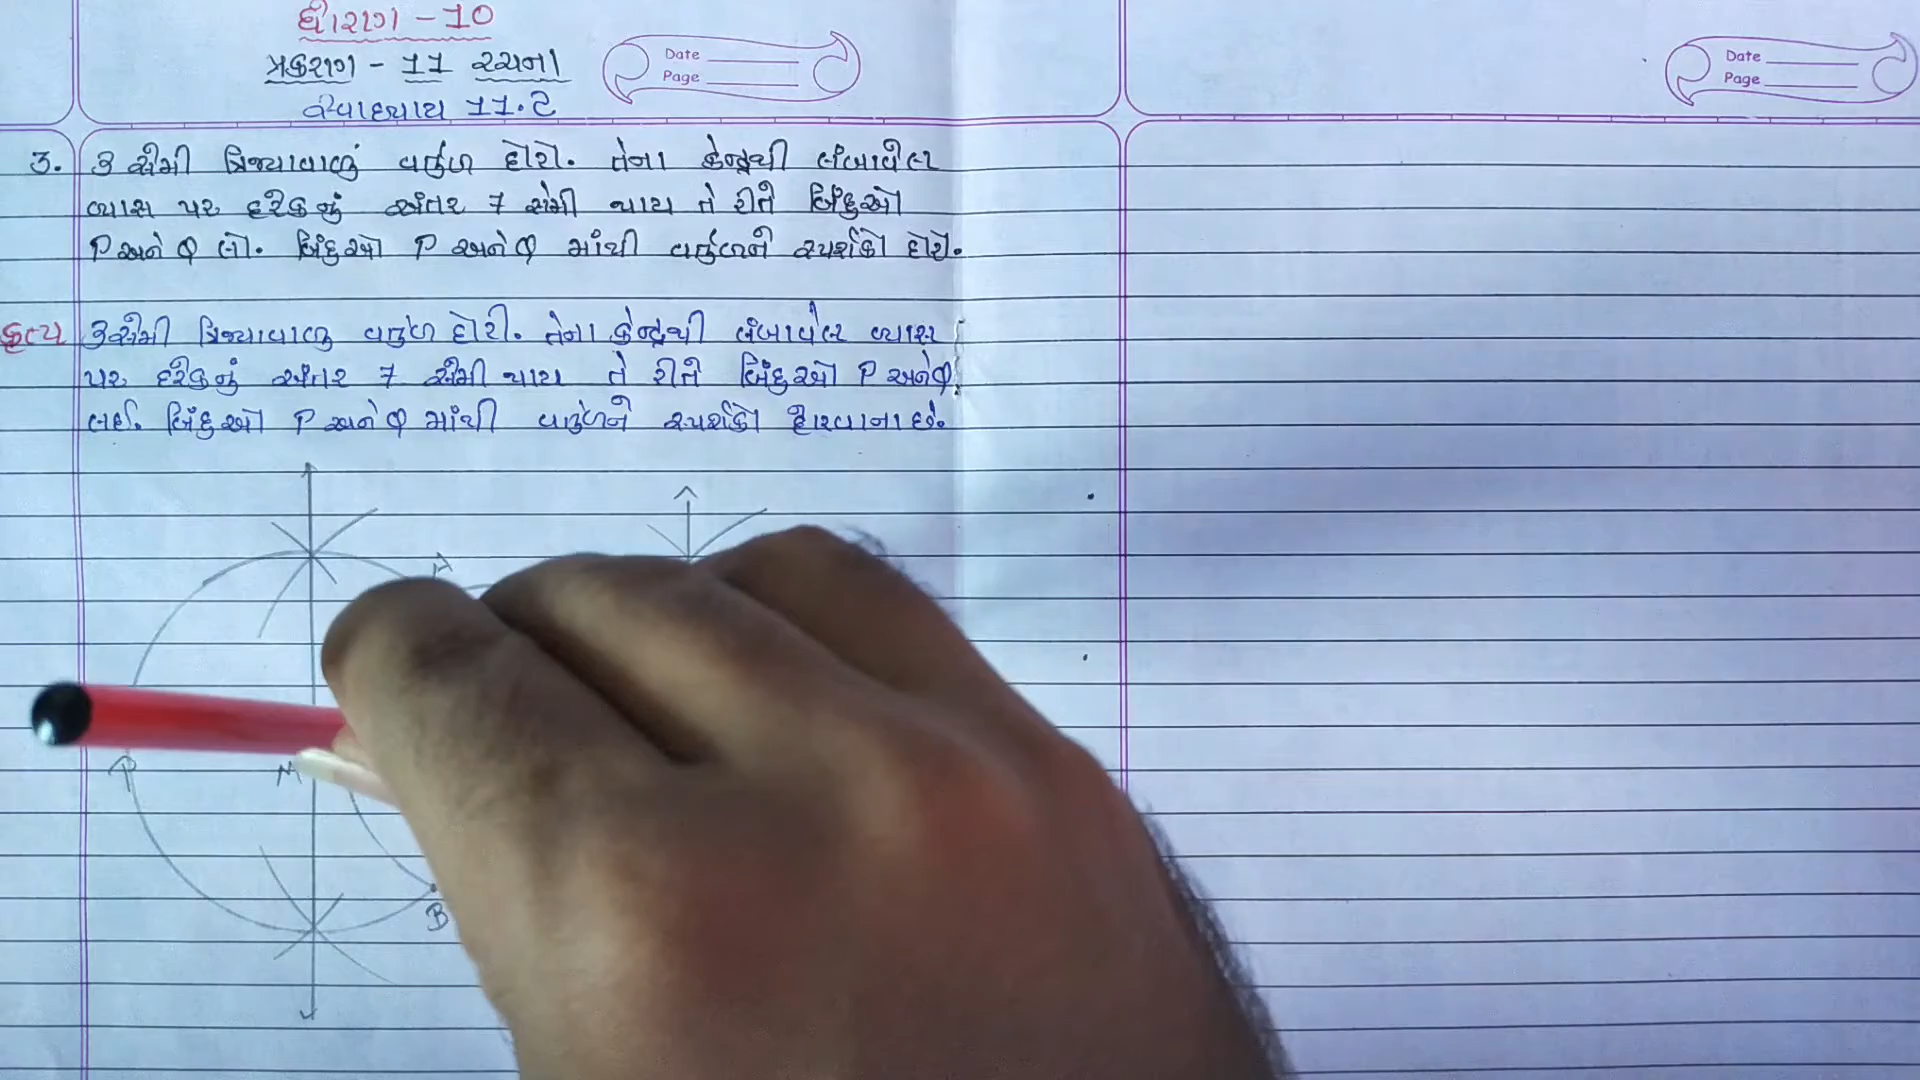 ધોરણ - 10
પ્રકરણ - 11 રચના
સ્વાધ્યાય 11.2
Date
Page
Date
Page
3. 3 સેમી ત્રિજ્યાવાળું વર્તુળ દોરો. તેના કેન્દ્રથી લંબાવેલ
વ્યાસ પર દરેકનું અંતર 7 સેમી થાય તે રીતે બિંદુઓ
P અને Q લો. બિંદુઓ P અને Q માંથી વર્તુળને સ્પર્શકો દોરો.
કૃત્ય 3સેમી ત્રિજ્યાવાળુ વર્તુળ દોરી. તેના કેન્દ્રથી લંબાવેલ વ્યાસ
પર દરેકનું અંતર 7 સેમી થાય તે રીતે બિંદુઓ P અને Q
લઈ. બિંદુઓ P અને Q માંથી વર્તુળને સ્પર્શકો દોરવાના છે.
A
P
M
B